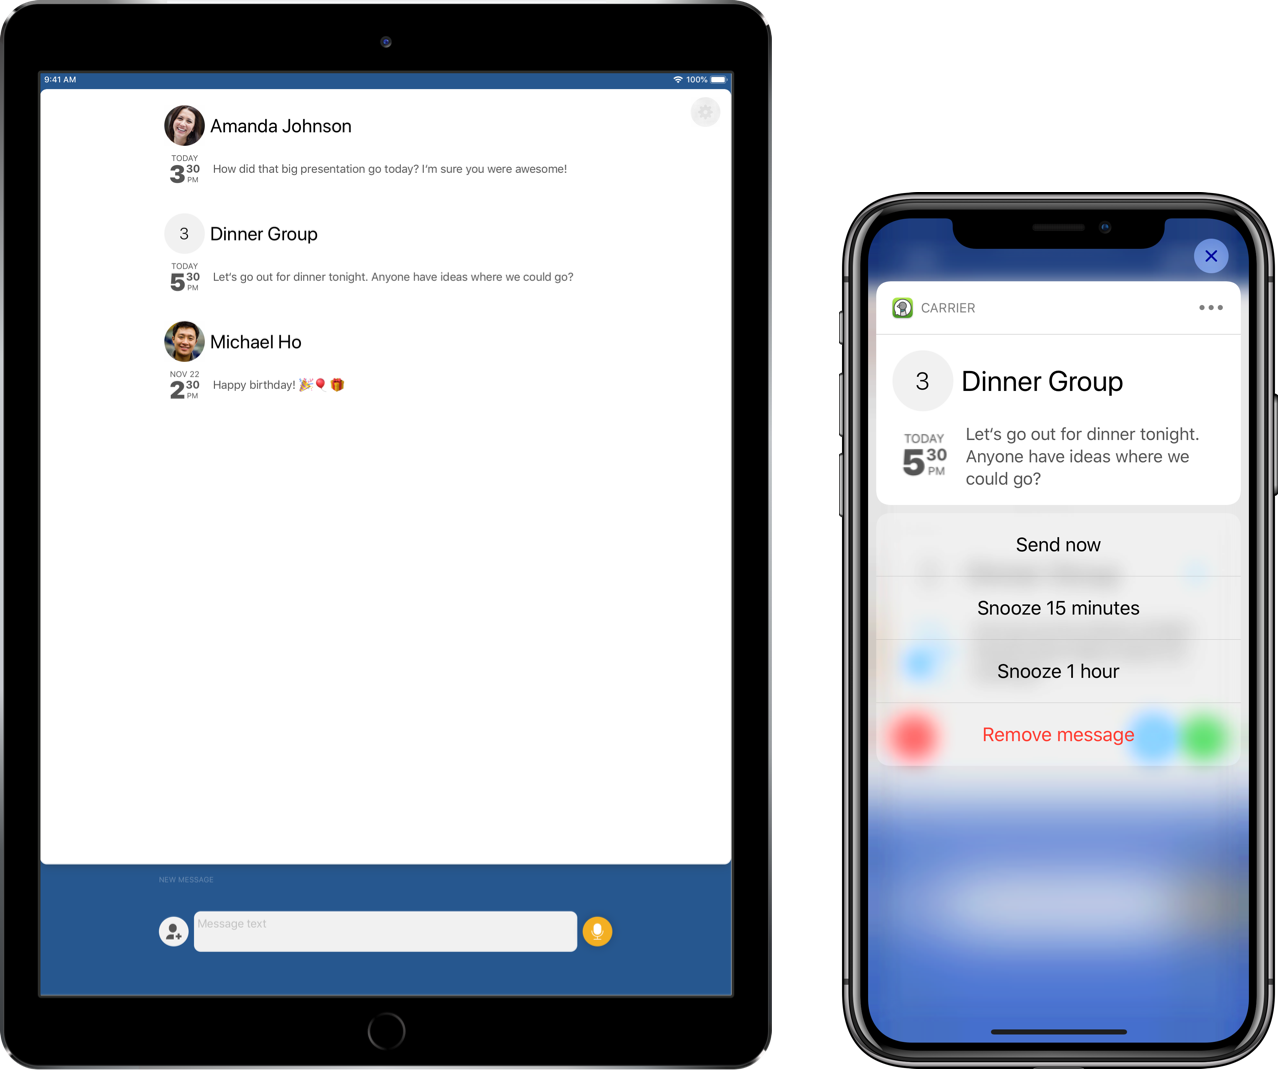 9:41 AM
100%
Amanda Johnson
TODAY
3 30 PM
How did that big presentation go today? I'm sure you were awesome!
3
Dinner Group
TODAY
5 30 PM
Let's go out for dinner tonight. Anyone have ideas where we could go?
Michael Ho
NOV 22
2 30 PM
Happy birthday! 🎉🎈 🎁
NEW MESSAGE
Message text
CARRIER
3
Dinner Group
TODAY
5 30 PM
Let's go out for dinner tonight.
Anyone have ideas where we
could go?
Send now
Snooze 15 minutes
Snooze 1 hour
Remove message